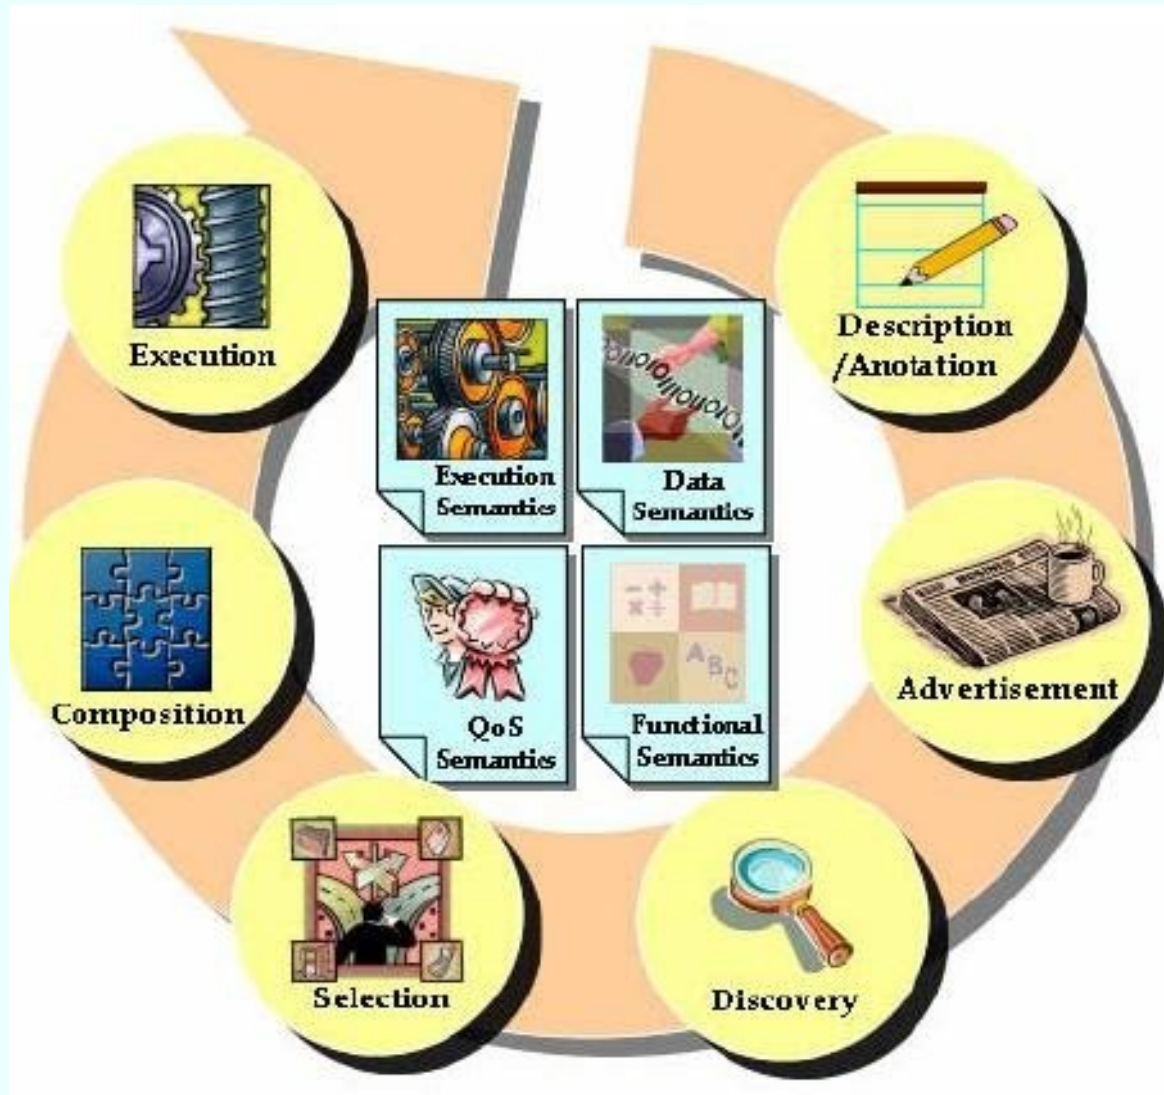 Execution
Description
/Anotation
Execution
Semantics
Data
Semantics
Composition
Advertisement
QoS
Semantics
Functional
Semantics
A B C
Selection
Discovery